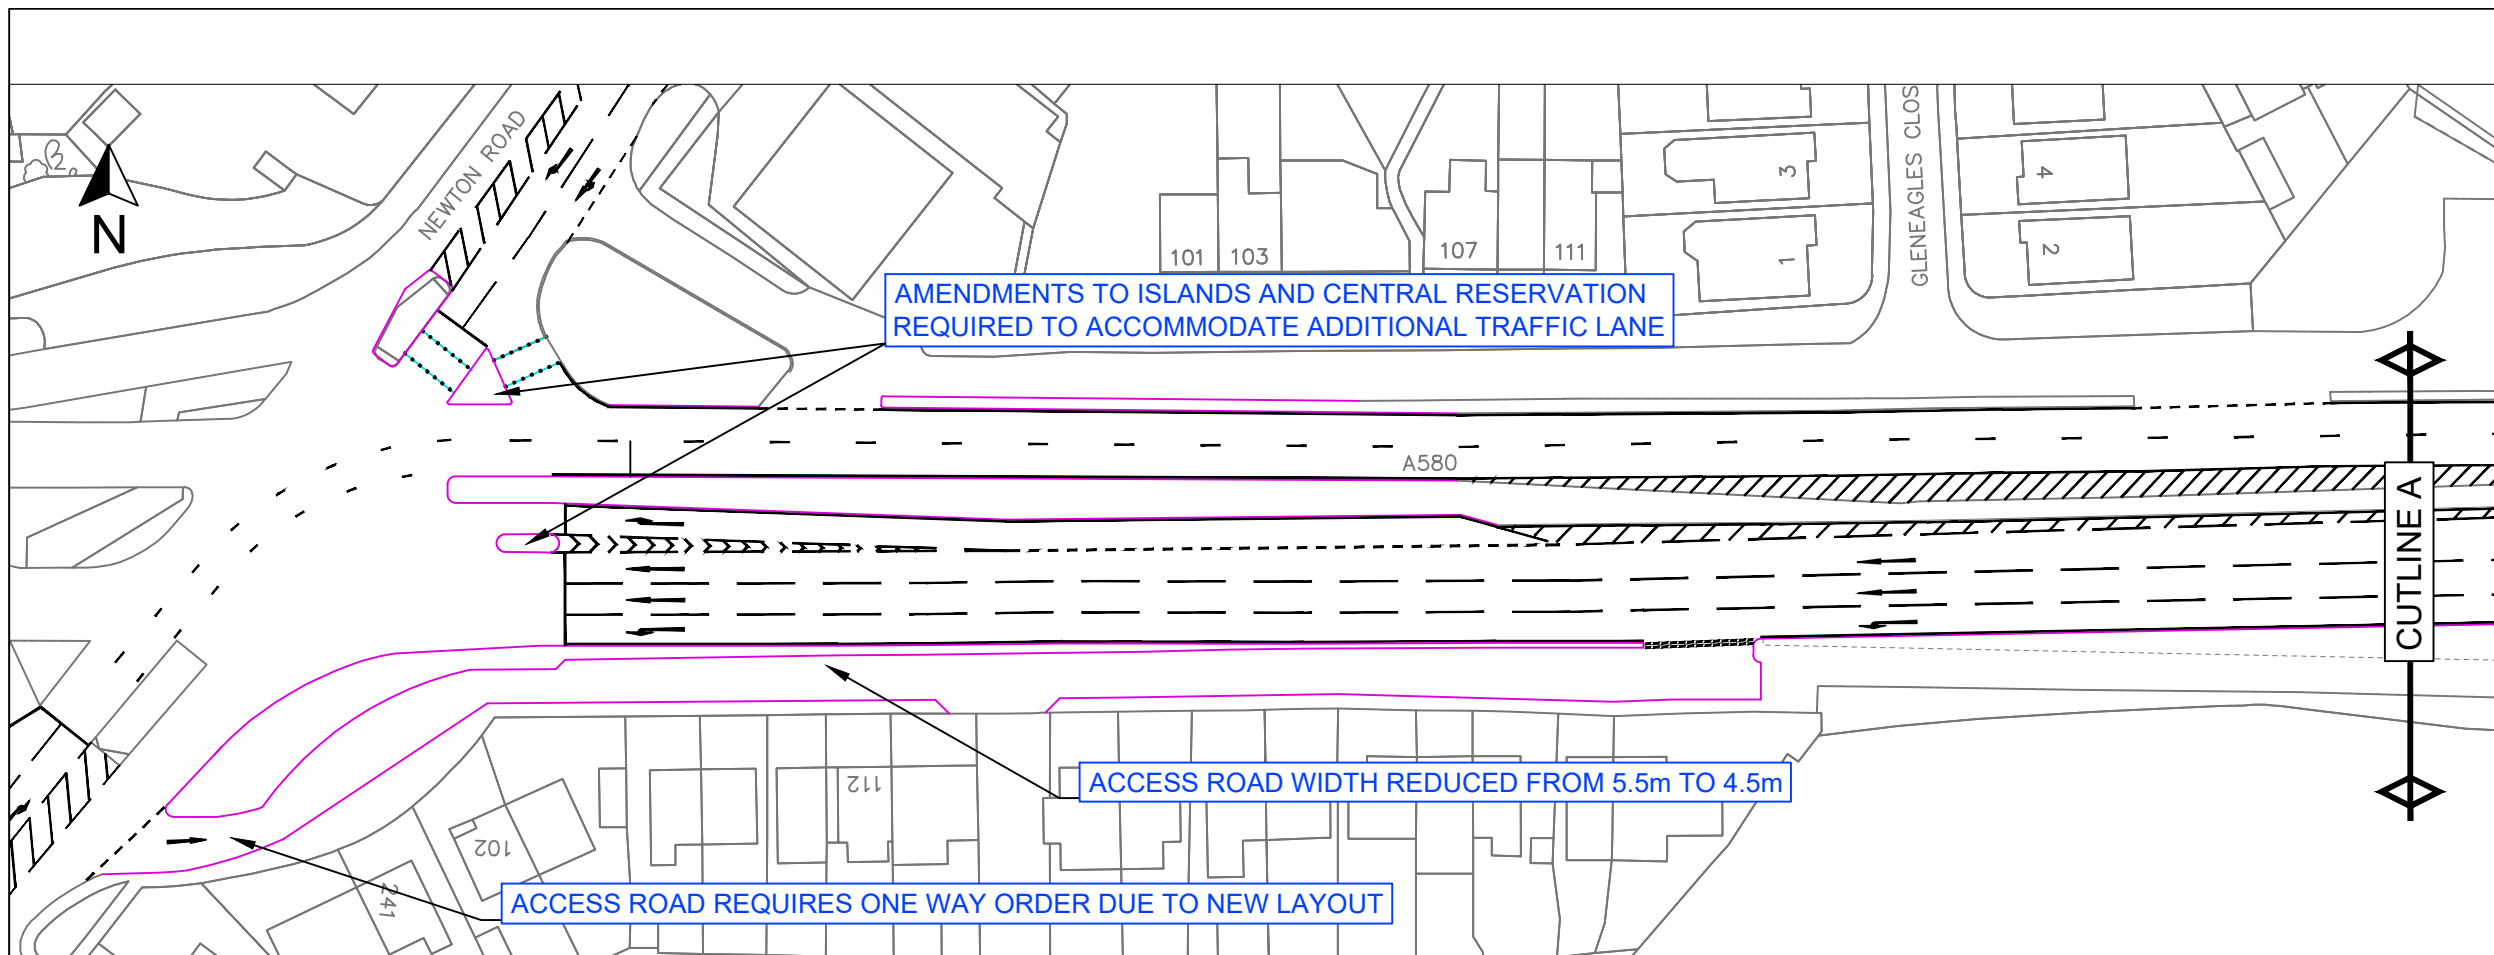 NEWTON ROAD
N
101
103
107
111
3
1
GLENEAGLES CLOS
4
2
AMENDMENTS TO ISLANDS AND CENTRAL RESERVATION
REQUIRED TO ACCOMMODATE ADDITIONAL TRAFFIC LANE
A580
CUTLINE A
ACCESS ROAD WIDTH REDUCED FROM 5.5m TO 4.5m
112
102
241
ACCESS ROAD REQUIRES ONE WAY ORDER DUE TO NEW LAYOUT